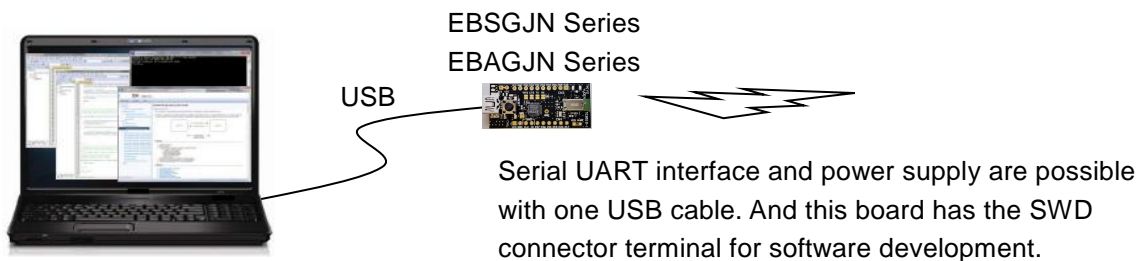 EBSGJN Series
EBAGJN Series
USB
Serial UART interface and power supply are possible
with one USB cable. And this board has the SWD
connector terminal for software development.